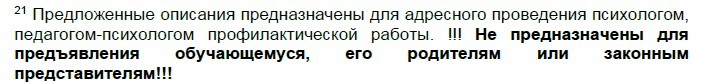 21 Предложенные описания предназначены для адресного проведения психологом,
педагогом-психологом профилактической работы. !!! Не предназначены для
предъявления обучающемуся, его родителям или законным
представителям!!!